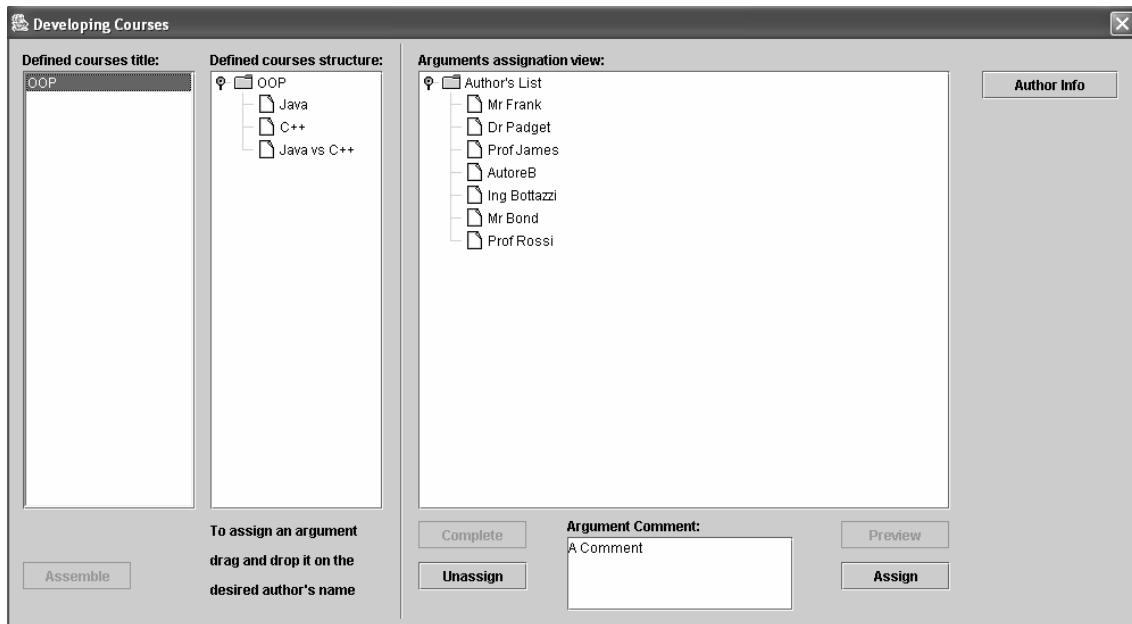 Developing Courses
Defined courses title:
OOP
Defined courses structure:
OOP
Java
C++
Java vs C++
To assign an argument
drag and drop it on the
desired author's name
Assemble
Arguments assignation view:
Author's List
Mr Frank
Dr Padget
Prof James
AutoreB
Ing Bottazzi
Mr Bond
Prof Rossi
Author Info
Complete
Unassign
Argument Comment:
A Comment
Preview
Assign